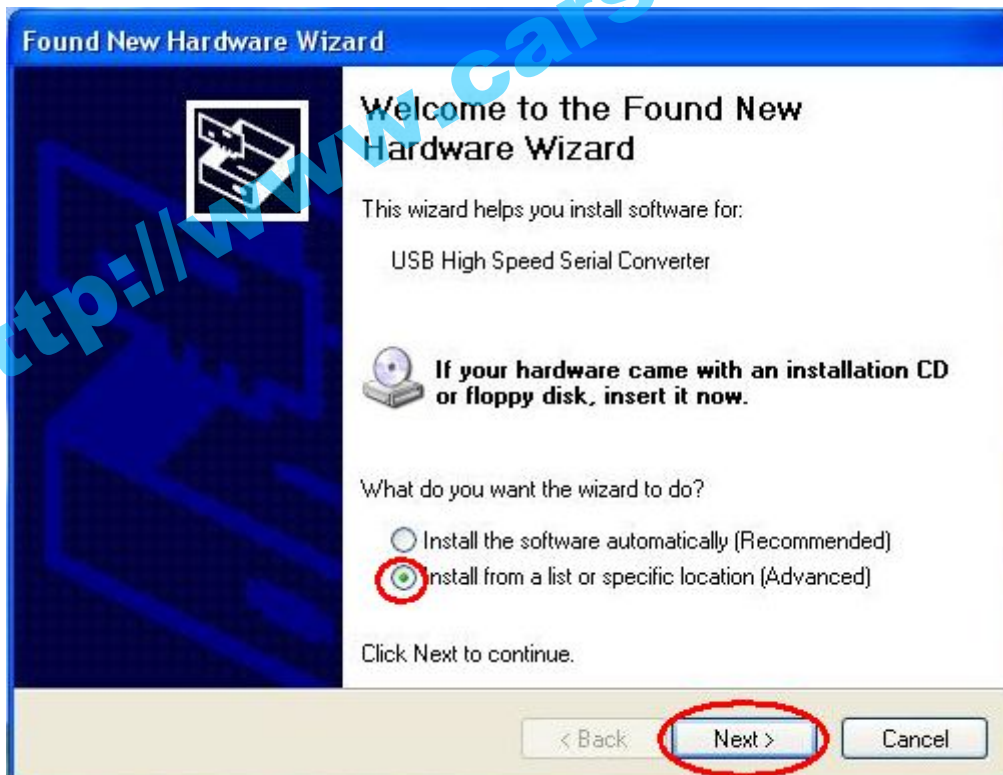 Found New Hardware Wizard
Welcome to the Found New
Hardware Wizard
This wizard helps you install software for:
USB High Speed Serial Converter
If your hardware came with an installation CD
or floppy disk, insert it now.
What do you want the wizard to do?
Install the software automatically (Recommended)
Install from a list or specific location (Advanced)
Click Next to continue.
< Back
Next >
Cancel
ttp://www.cars